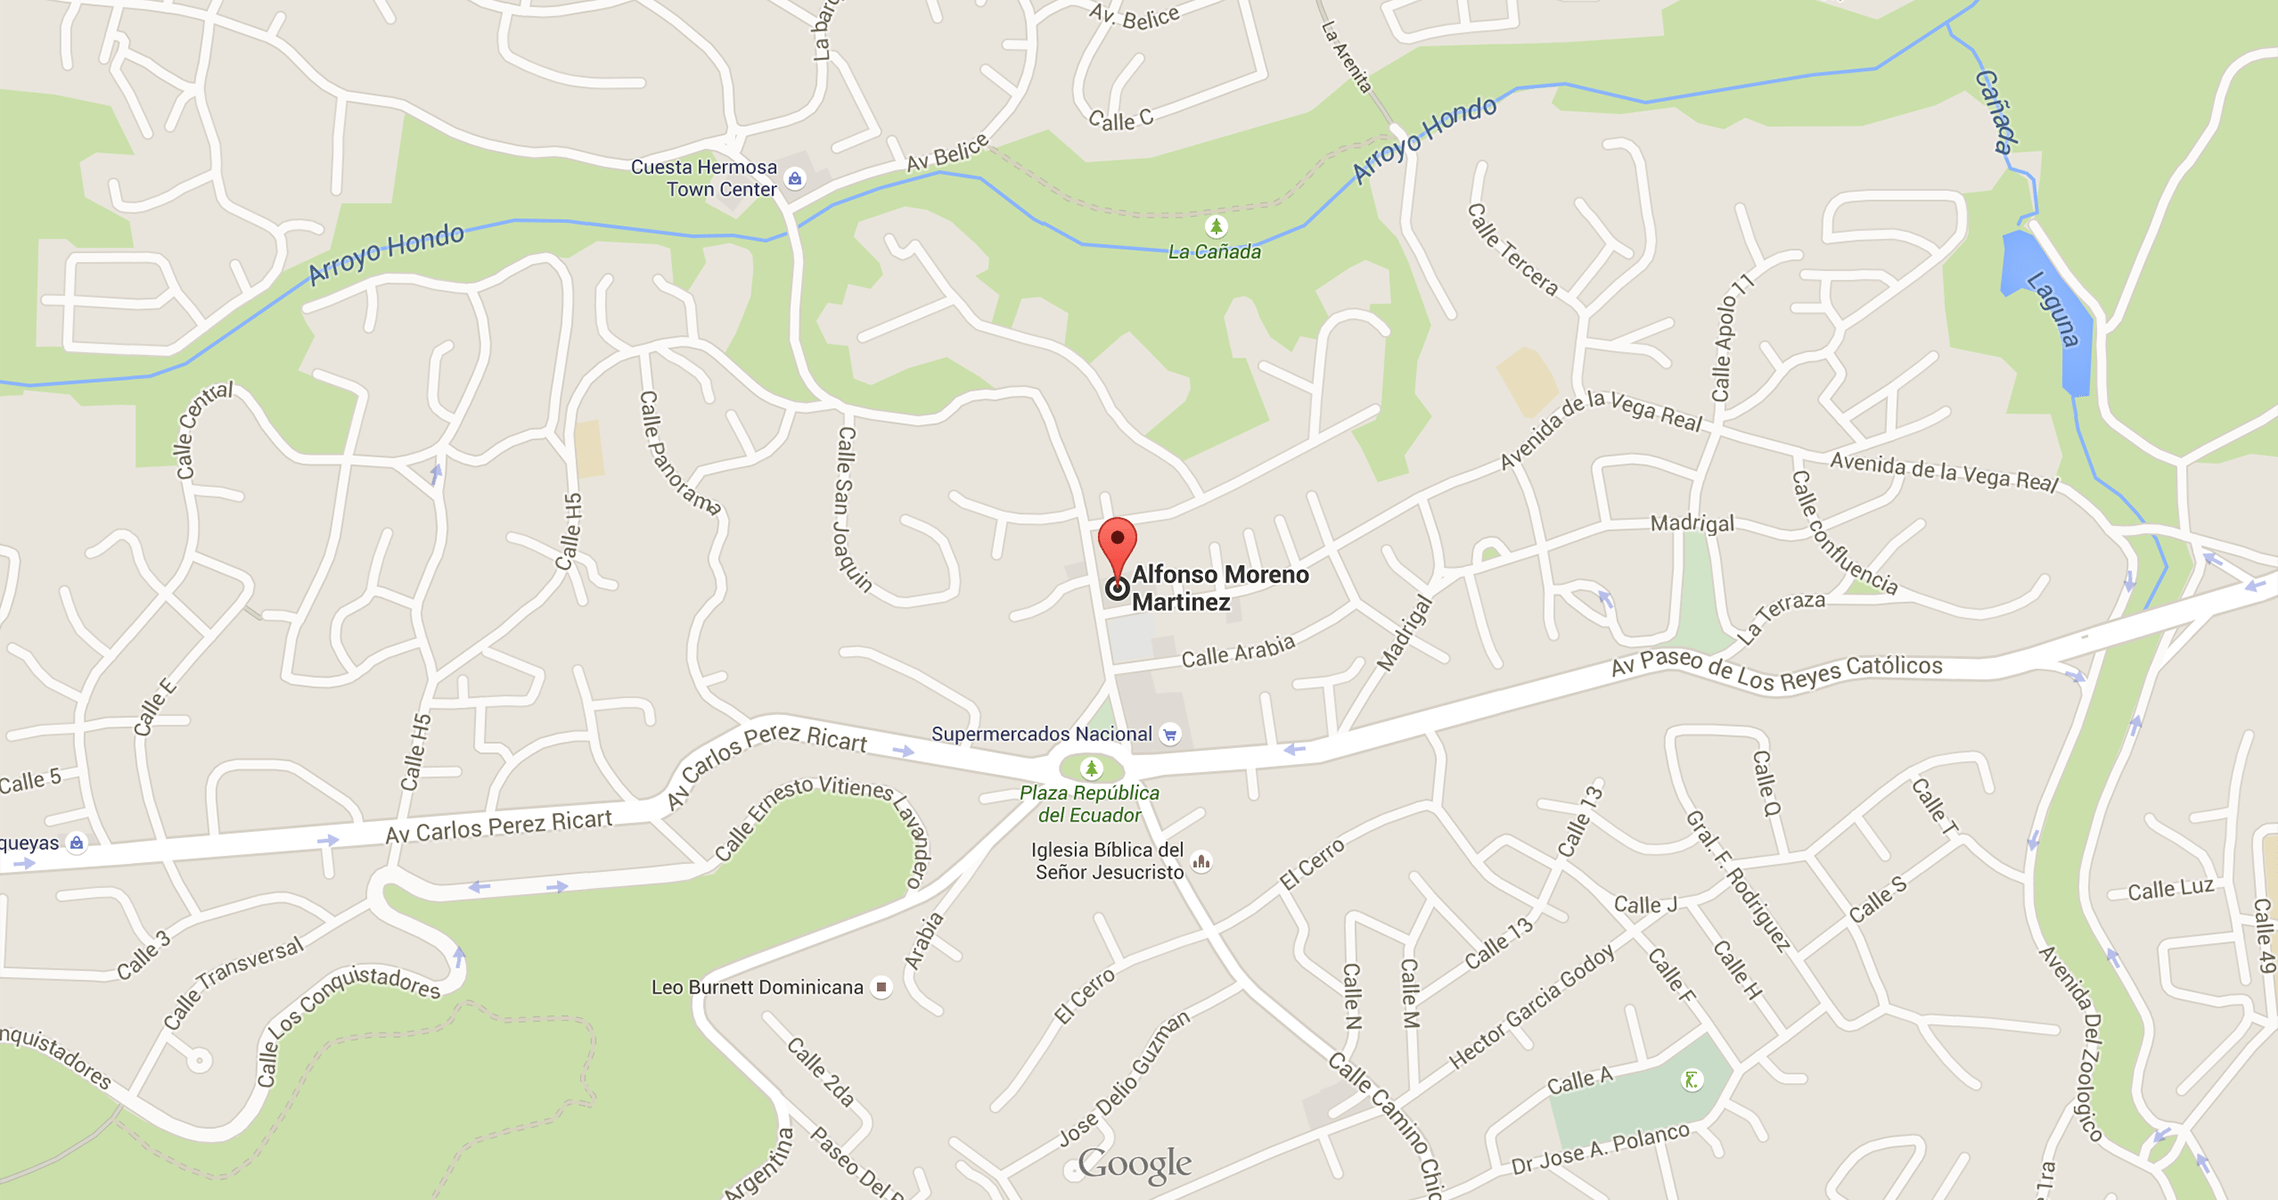 Av. Belice
La Arenita
Calle C
Cañada
Arroyo Hondo
Av Belice
Cuesta Hermosa
Town Center
La Cañada
Arroyo Hondo
Calle Tercera
Laguna
Calle Apolo 11
Calle Central
Calle Panorama
Calle San Joaquin
Avenida de la Vega Real
Avenida de la Vega Real
Calle H5
Madrigal
Calle confluencia
Alfonso Moreno
Martinez
La Terraza
Madrigal
Calle Arabia
Av Paseo de Los Reyes Católicos
Calle E
Calle H5
Av Carlos Perez Ricart
Supermercados Nacional
Calle 5
Calle Q
Plaza República
del Ecuador
Calle Ernesto Vitienes Lavandero
Calle 13
Gral. F. Rodriguez
Calle T
Av Carlos Perez Ricart
queyas
Iglesia Bíblica del
Señor Jesucristo
El Cerro
Calle J
Calle S
Calle Luz
Calle 49
Calle 3
Calle Transversal
Arabia
Calle 13
Calle H
Calle F
Leo Burnett Dominicana
El Cerro
Calle N
Calle M
Hector Garcia Godoy
Calle Los Conquistadores
nquistadores
Calle 2da
Jose Delio Guzman
Calle A
Avenida Del Zoologico
Calle Camino Chic
Dr Jose A. Polanco
Argentina
Paseo Del
Google